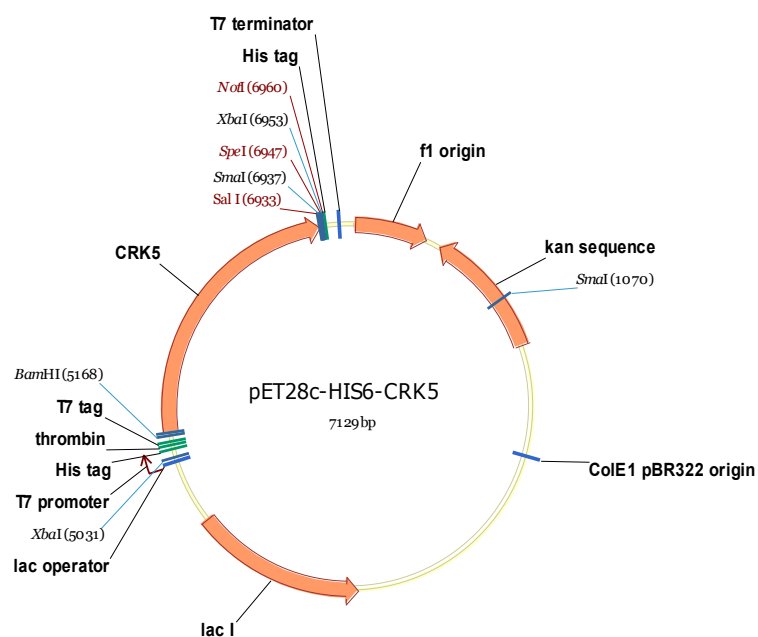 T7 terminator
His tag
NotI (6960)
XbaI (6953)
SpeI (6947)
SmaI (6937)
Sal I (6933)
f1 origin
kan sequence
SmaI (1070)
CRK5
BamHI (5168)
T7 tag
thrombin
His tag
T7 promoter
XbaI (5031)
lac operator
pET28c-HIS6-CRK5
7129 bp
ColE1 pBR322 origin
lac I